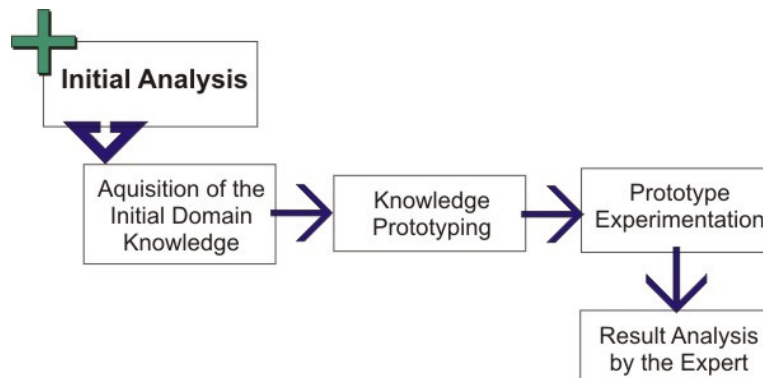 Initial Analysis
Aquisition of the
Initial Domain
Knowledge
Knowledge
Prototyping
Prototype
Experimentation
Result Analysis
by the Expert